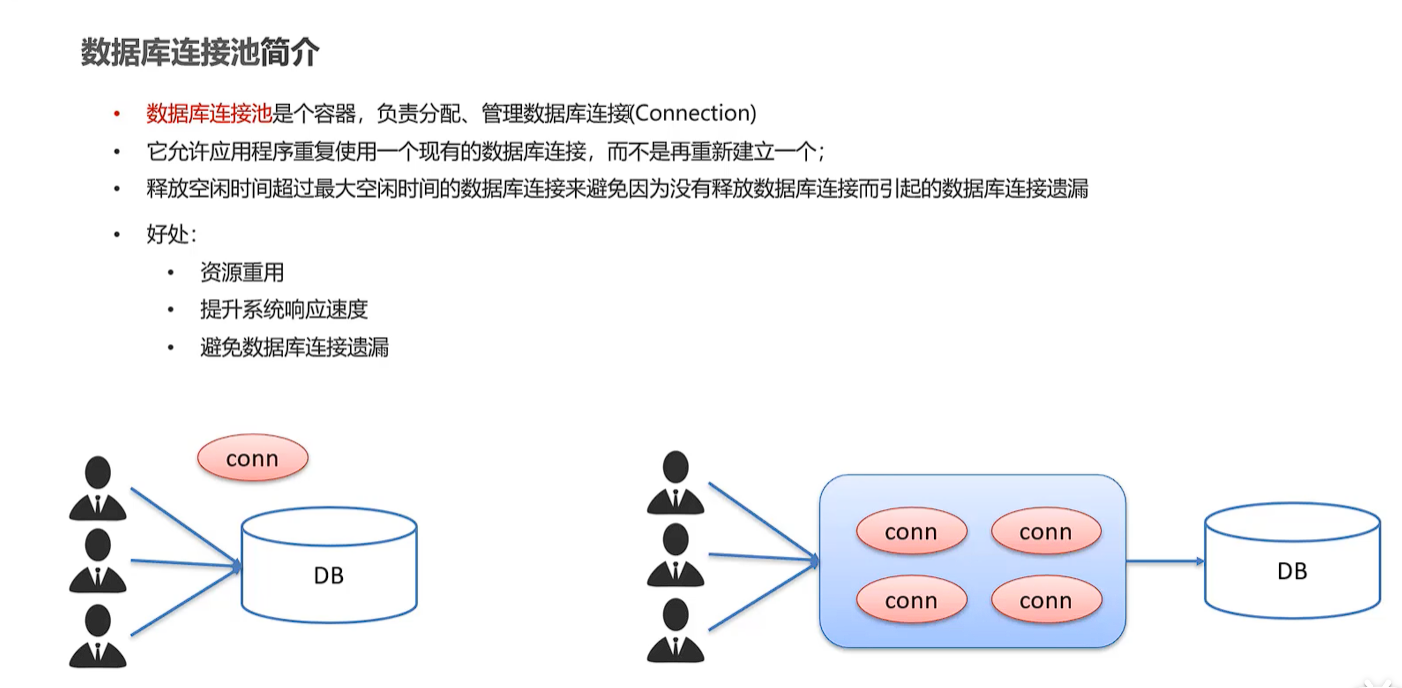 数据库连接池简介
• 数据库连接池是个容器，负责分配、管理数据库连接(Connection)
• 它允许应用程序重复使用一个现有的数据库连接，而不是再重新建立一个；
• 释放空闲时间超过最大空闲时间的数据库连接来避免因为没有释放数据库连接而引起的数据库连接遗漏
• 好处：
• 资源重用
• 提升系统响应速度
• 避免数据库连接遗漏
conn
DB
conn conn
conn conn
DB